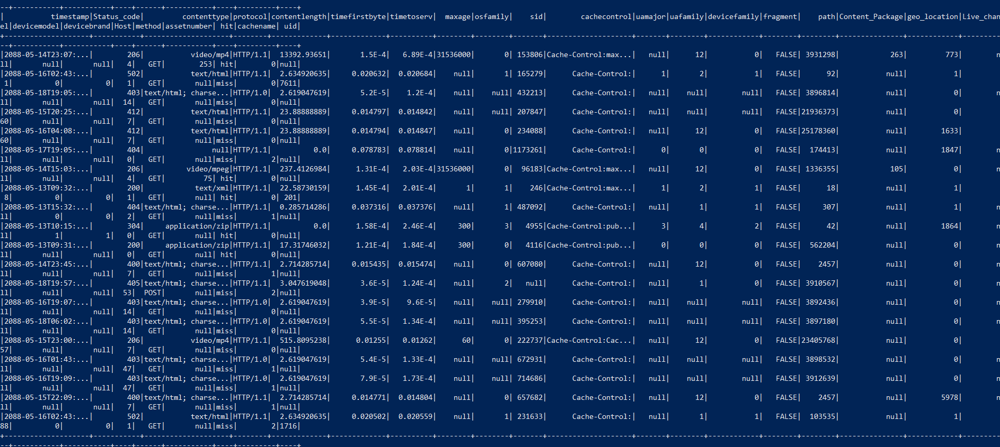 --+-----------+-----------+----+------+-----------+----+---------+----+
|           timestamp|Status_code|         contenttype|protocol|contentlength|timefirstbyte|timetoserv|  maxage|osfamily|    sid|        cachecontrol|uamajor|uafamily|devicefamily|fragment|    path|Content_Package|geo_location|Live_chan
el|devicemodel|devicebrand|Host|method|assetnumber| hit|cachename| uid|
+--------------------+-----------+--------------------+--------+-------------+-------------+----------+--------+--------+-------+--------------------+-------+--------+------------+--------+--------+---------------+------------+---------
--+-----------+-----------+----+------+-----------+----+---------+----+
|2088-05-14T23:07:...|        206|           video/mp4|HTTP/1.1|  13392.93651|       1.5E-4|   6.89E-4|31536000|       0| 153806|Cache-Control:max...|   null|      12|           0|   FALSE| 3931298|            263|         773|        n
ll|       null|       null|   4|   GET|        253| hit|        0|null|
|2088-05-16T02:43:...|        502|           text/html|HTTP/1.1|  2.634920635|     0.020632|  0.020684|    null|       1| 165279|      Cache-Control:|      1|       2|           1|   FALSE|      92|           null|           1|
 1|          0|          0|   1|   GET|       null|miss|        0|7611|
|2088-05-18T19:05:...|        403|text/html; charse...|HTTP/1.0|  2.619047619|       5.2E-5|    1.2E-4|    null|    null| 432213|      Cache-Control:|   null|    null|        null|   FALSE| 3896814|           null|           0|        n
ll|       null|       null|  14|   GET|       null|miss|        0|null|
|2088-05-15T20:25:...|        412|           text/html|HTTP/1.1|  23.88888889|     0.014797|  0.014842|    null|    null| 207847|      Cache-Control:|   null|    null|        null|   FALSE|21936373|           null|           0|
60|       null|       null|   7|   GET|       null|miss|        0|null|
|2088-05-16T04:08:...|        412|           text/html|HTTP/1.1|  23.88888889|     0.014794|  0.014847|    null|       0| 234088|      Cache-Control:|   null|      12|           0|   FALSE|25178360|           null|        1633|
60|       null|       null|   7|   GET|       null|miss|        0|null|
|2088-05-17T19:05:...|        404|                null|HTTP/1.1|          0.0|     0.078783|  0.078814|    null|       0|1173261|      Cache-Control:|      0|       0|           0|   FALSE|  174413|           null|        1847|        n
ll|       null|       null|   0|   GET|       null|miss|        2|null|
|2088-05-14T15:03:...|        206|          video/mpeg|HTTP/1.1|  237.4126984|      1.31E-4|   2.03E-4|31536000|       0|  96183|Cache-Control:max...|   null|      12|           0|   FALSE| 1336355|            105|           0|        n
ll|       null|       null|   4|   GET|         75| hit|        0|null|
|2088-05-13T09:32:...|        200|            text/xml|HTTP/1.1|  22.58730159|      1.45E-4|   2.01E-4|       1|       1|    246|Cache-Control:max...|      1|       2|           1|   FALSE|      18|           null|           1|
 8|          0|          0|   1|   GET|       null| hit|        0| 201|
|2088-05-13T15:32:...|        404|text/html; charse...|HTTP/1.1|  0.285714286|     0.037316|  0.037376|    null|       1| 487092|      Cache-Control:|   null|       1|           1|   FALSE|     307|           null|           1|        n
ll|          0|          0|   2|   GET|       null|miss|        1|null|
|2088-05-13T10:15:...|        304|     application/zip|HTTP/1.1|          0.0|      1.58E-4|   2.46E-4|     300|       3|   4955|Cache-Control:pub...|      3|       4|           2|   FALSE|      42|           null|        1864|        n
ll|          1|          1|   0|   GET|       null| hit|        0|null|
|2088-05-13T09:31:...|        200|     application/zip|HTTP/1.1|  17.31746032|      1.21E-4|   1.84E-4|     300|       0|   4116|Cache-Control:pub...|      0|       0|           0|   FALSE|  562204|           null|           0|        n
ll|       null|       null|   0|   GET|       null| hit|        0|null|
|2088-05-14T23:45:...|        400|text/html; charse...|HTTP/1.1|  2.714285714|     0.015435|  0.015474|    null|       0| 607080|      Cache-Control:|   null|      12|           0|   FALSE|    2457|           null|           0|        n
ll|       null|       null|   7|   GET|       null|miss|        1|null|
|2088-05-18T19:57:...|        405|text/html; charse...|HTTP/1.1|  3.047619048|       3.6E-5|   1.24E-4|    null|       2|   null|      Cache-Control:|   null|       1|           0|   FALSE| 3910567|           null|           0|        n
ll|       null|       null|  53|  POST|       null|miss|        2|null|
|2088-05-16T19:07:...|        403|text/html; charse...|HTTP/1.0|  2.619047619|       3.9E-5|    9.6E-5|    null|    null| 279910|      Cache-Control:|   null|    null|        null|   FALSE| 3892436|           null|           0|        n
ll|       null|       null|  14|   GET|       null|miss|        0|null|
|2088-05-18T06:02:...|        403|text/html; charse...|HTTP/1.0|  2.619047619|       5.5E-5|   1.34E-4|    null|    null| 395253|      Cache-Control:|   null|    null|        null|   FALSE| 3897180|           null|           0|        n
ll|       null|       null|  14|   GET|       null|miss|        0|null|
|2088-05-15T23:00:...|        206|           video/mp4|HTTP/1.1|  515.8095238|      0.01255|   0.01262|      60|       0| 222737|Cache-Control:Cac...|   null|      12|           0|   FALSE|23405768|           null|           0|
57|       null|       null|   7|   GET|       null|miss|        0|null|
|2088-05-16T01:43:...|        403|text/html; charse...|HTTP/1.0|  2.619047619|       5.4E-5|   1.33E-4|    null|    null| 672931|      Cache-Control:|   null|    null|        null|   FALSE| 3898532|           null|           0|        n
ll|       null|       null|  47|   GET|       null|miss|        1|null|
|2088-05-16T19:09:...|        403|text/html; charse...|HTTP/1.0|  2.619047619|       7.9E-5|   1.73E-4|    null|    null| 714686|      Cache-Control:|   null|    null|        null|   FALSE| 3912639|           null|           0|        n
ll|       null|       null|  47|   GET|       null|miss|        1|null|
|2088-05-15T22:09:...|        400|text/html; charse...|HTTP/1.1|  2.714285714|     0.014771|  0.014804|    null|       0| 657682|      Cache-Control:|   null|      12|           0|   FALSE|    2457|           null|        5978|        n
ll|       null|       null|   7|   GET|       null|miss|        1|null|
|2088-05-16T02:43:...|        502|           text/html|HTTP/1.1|  2.634920635|     0.020502|  0.020559|    null|       1| 231633|      Cache-Control:|   null|       1|           1|   FALSE|  103535|           null|           1|
88|          0|          0|   1|   GET|       null|miss|        2|1716|
+--------------------+-----------+--------------------+--------+-------------+-------------+----------+--------+--------+-------+--------------------+-------+--------+------------+--------+--------+---------------+------------+---------
--+-----------+-----------+----+------+-----------+----+---------+----+